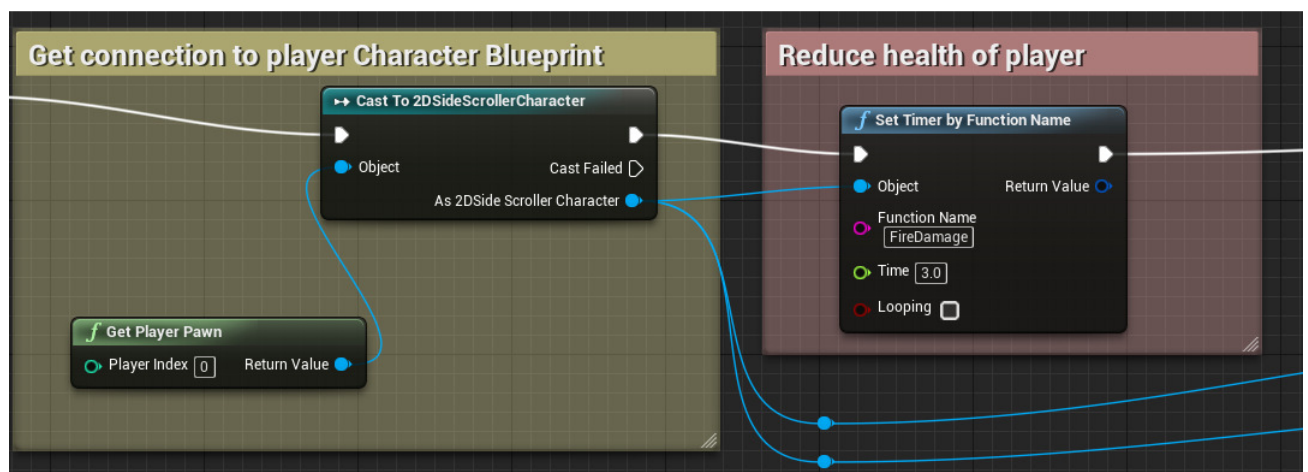 Get connection to player Character Blueprint
Cast To 2DSideScrollerCharacter
Object
Cast Failed
As 2DSide Scroller Character
f Get Player Pawn
Player Index 0
Return Value
Reduce health of player
f Set Timer by Function Name
Object
Return Value
Function Name
FireDamage
Time 3.0
Looping